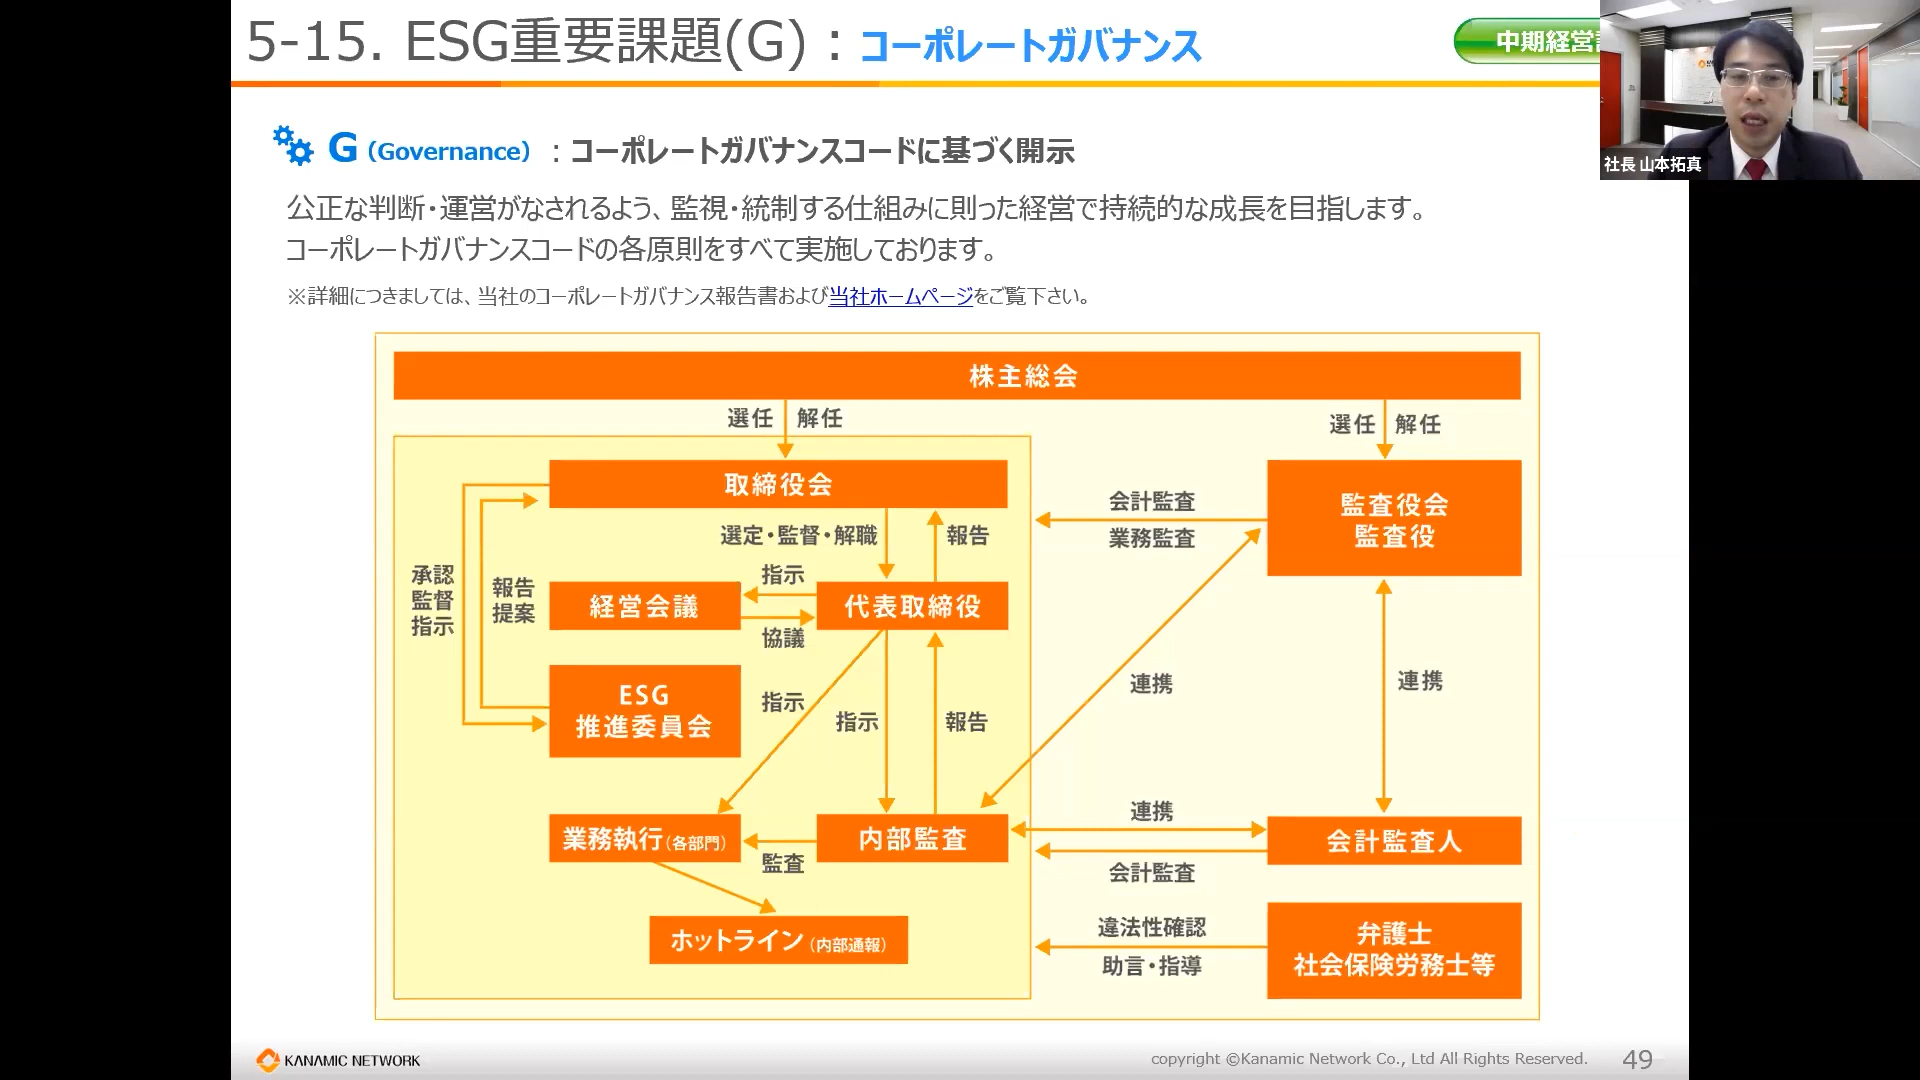 5-15. ESG重要課題(G)：コーポレートガバナンス
中期経営
社長 山本拓真
G（Governance）：コーポレートガバナンスコードに基づく開示
公正な判断・運営がなされるよう、監視・統制する仕組みに則った経営で持続的な成長を目指します。
コーポレートガバナンスコードの各原則をすべて実施しております。
※詳細につきましては、当社のコーポレートガバナンス報告書および当社ホームページをご覧下さい。
株主総会
選任 解任
選任 解任
取締役会
監査役会
監査役
会計監査
業務監査
選定・監督・解職
報告
承認
監督
指示
報告
提案
指示
経営会議
代表取締役
協議
ESG
推進委員会
指示
指示
報告
連携
連携
業務執行（各部門）
監査
内部監査
連携
会計監査
会計監査人
ホットライン（内部通報）
違法性確認
助言・指導
弁護士
社会保険労務士等
KANAMIC NETWORK
copyright ©Kanamic Network Co., Ltd All Rights Reserved.
49